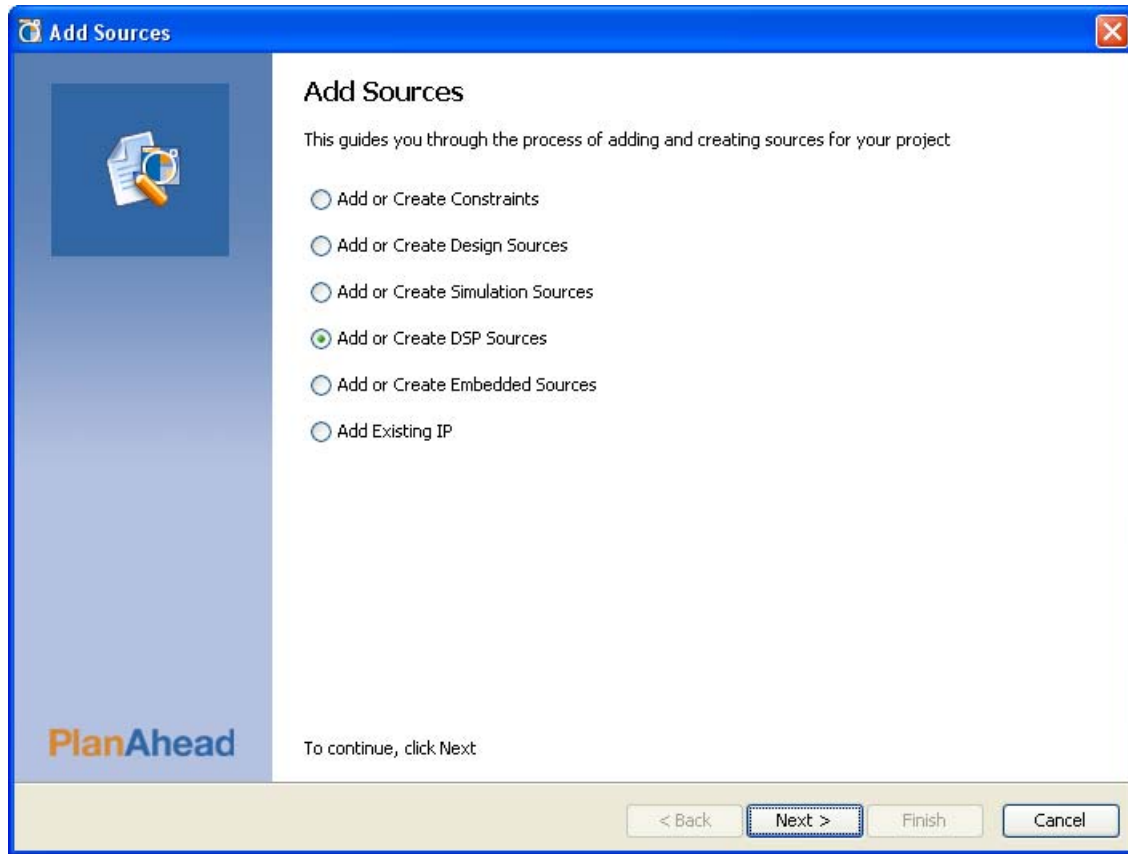 Add Sources
Add Sources
This guides you through the process of adding and creating sources for your project
Add or Create Constraints
Add or Create Design Sources
Add or Create Simulation Sources
Add or Create DSP Sources
Add or Create Embedded Sources
Add Existing IP
PlanAhead
To continue, click Next
< Back Next > Finish Cancel